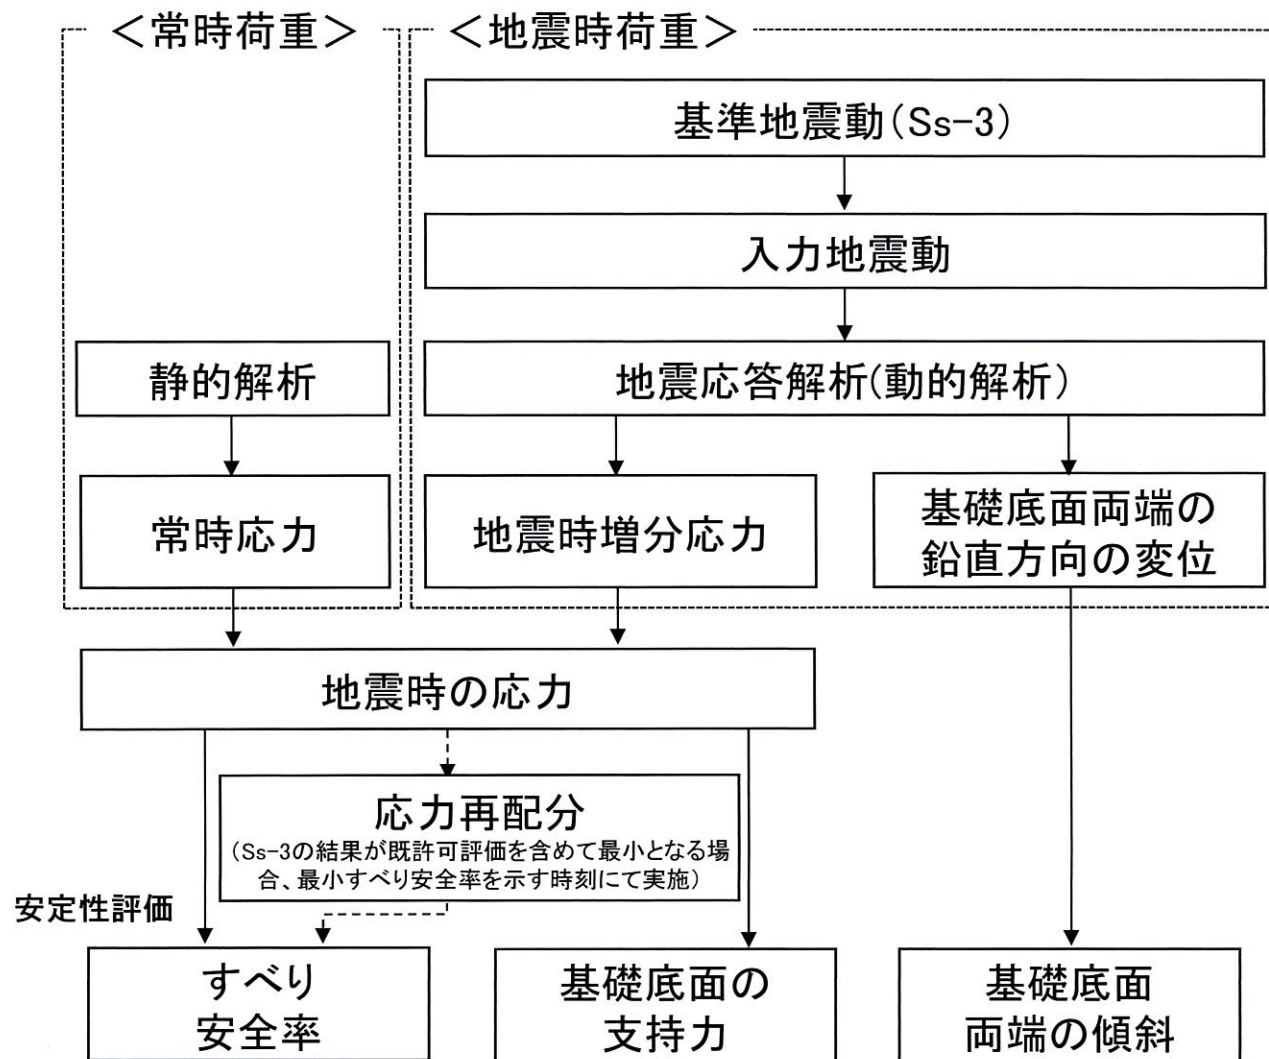 ＜常時荷重＞
＜地震時荷重＞
基準地震動(Ss-3)
入力地震動
静的解析
地震応答解析(動的解析)
常時応力
地震時増分応力
基礎底面両端の
鉛直方向の変位
地震時の応力
応力再配分
(Ss-3の結果が既許可評価を含めて最小となる場
合、最小すべり安全率を示す時刻にて実施)
安定性評価
すべり
安全率
基礎底面の
支持力
基礎底面
両端の傾斜